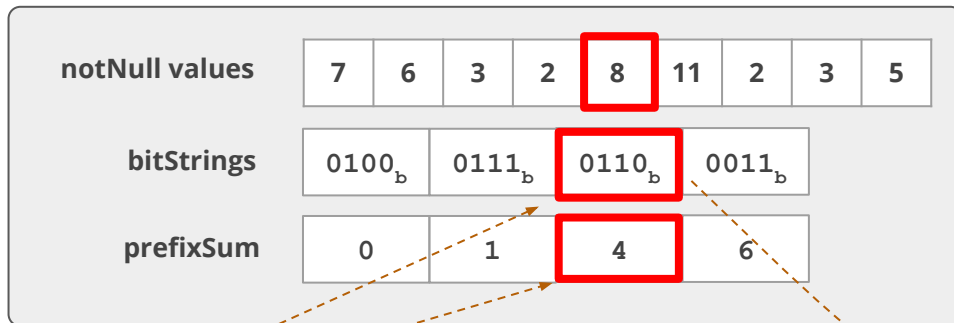 notNull values 7 6 3 2 8 11 2 3 5
bitStrings 0100b 0111b 0110b 0011b
prefixSum 0 1 4 6